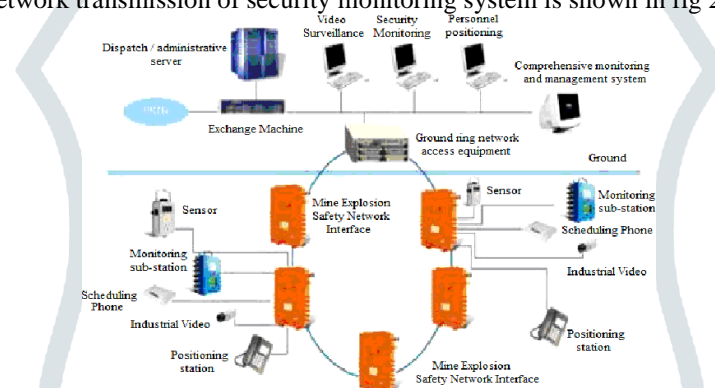 etwork transmission of security monitoring system is shown in fig 2
Video
Surveillance
Security
Monitoring
Personnel
positioning
Dispatch / administrative
server
Comprehensive monitoring
and management system
Exchange Machine
Ground ring network
access equipment
Ground
Sensor
Mine Explosion
Safety Network
Interface
Sensor
Monitoring
sub-station
Scheduling Phone
Industrial Video
Positioning
station
Monitoring
sub-station
Scheduling
Phone
Industrial Video
Positioning
station
Mine Explosion
Safety Network Interface